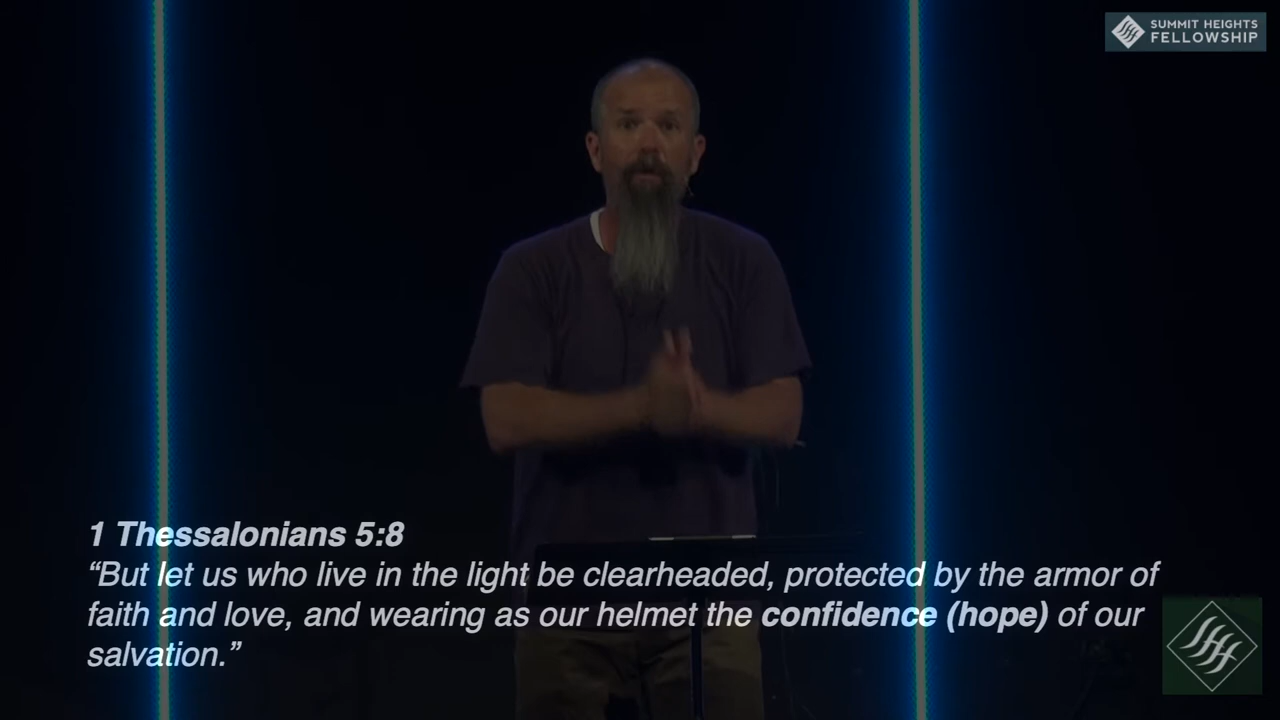 SUMMIT HEIGHTS
FELLOWSHIP
1 Thessalonians 5:8
“But let us who live in the light be clearheaded, protected by the armor of
faith and love, and wearing as our helmet the confidence (hope) of our
salvation.”